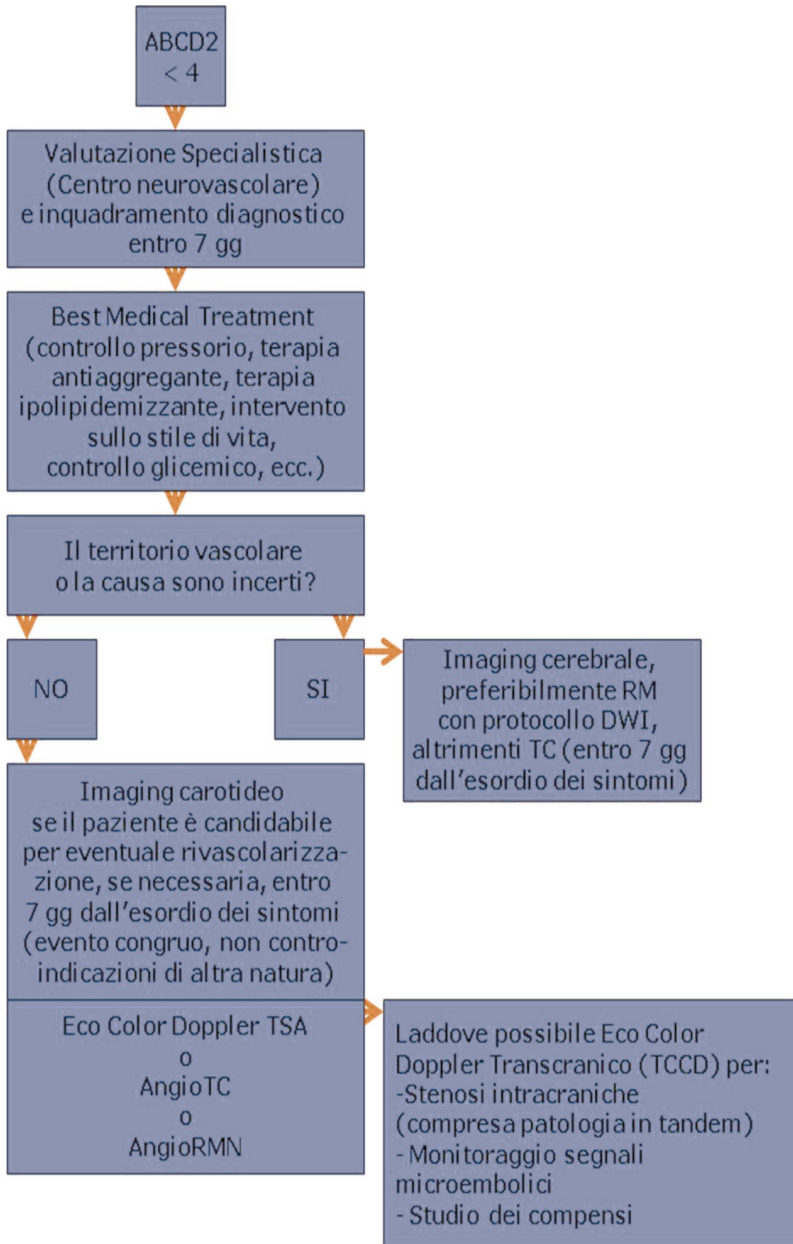 ABCD2
< 4
Valutazione Specialistica
(Centro neurovascolare)
e inquadramento diagnostico
entro 7 gg
Best Medical Treatment
(controllo pressorio, terapia
antiaggregante, terapia
ipolipidemizzante, intervento
sullo stile di vita,
controllo glicemico, ecc.)
Il territorio vascolare
o la causa sono incerti?
NO
SI
Imaging cerebrale,
preferibilmente RM
con protocollo DWI,
altrimenti TC (entro 7 gg
dall'esordio dei sintomi)
Imaging carotideo
se il paziente è candidabile
per eventuale rivascolarizza-
zione, se necessaria, entro
7 gg dall'esordio dei sintomi
(evento congruo, non contro-
indicazioni di altra natura)
Eco Color Doppler TSA
o
AngioTC
o
AngioRMN
Laddove possibile Eco Color
Doppler Transcranico (TCCD) per:
-Stenosi intracraniche
(compresa patologia in tandem)
- Monitoraggio segnali
microembolici
- Studio dei compensi